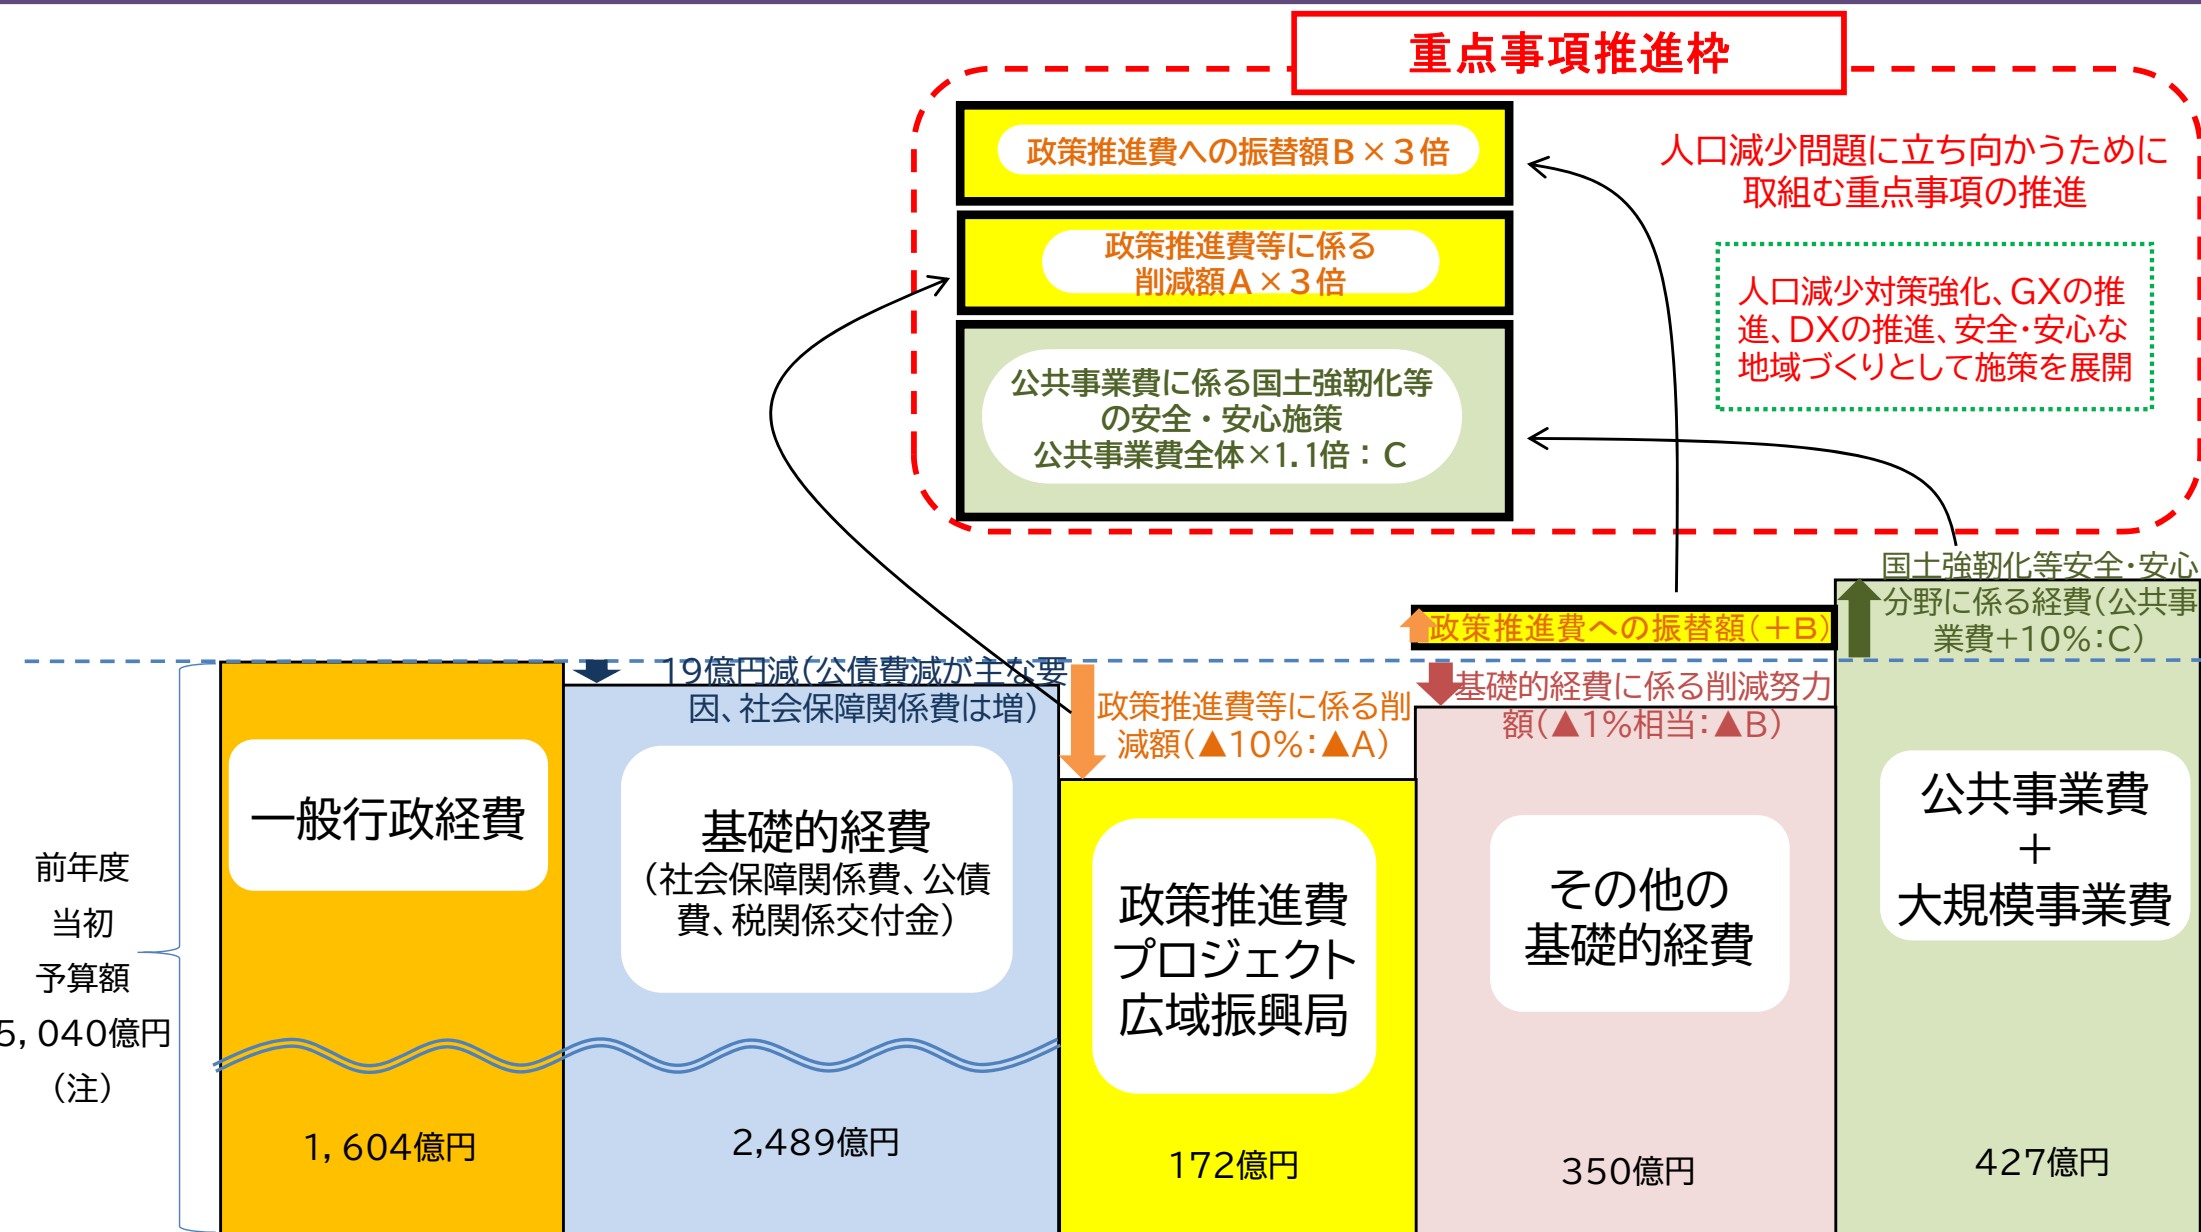 重点事項推進枠
政策推進費への振替額B×3倍
政策推進費等に係る
削減額A×3倍
公共事業費に係る国土強靭化等
の安全・安心施策
公共事業費全体×1.1倍：C
人口減少問題に立ち向かうために
取組む重点事項の推進
人口減少対策強化、GXの推
進、DXの推進、安全・安心な
地域づくりとして施策を展開
国土強靭化等安全・安心
分野に係る経費(公共事
業費+10%:C)
政策推進費への振替額(＋B)
19億円減(公債費減が主な要
因、社会保障関係費は増)
政策推進費等に係る削
減額(▲10%:▲A)
基礎的経費に係る削減努力
額(▲1%相当:▲B)
前年度
当初
予算額
5,040億円
(注)
一般行政経費
1,604億円
基礎的経費
(社会保障関係費、公債
費、税関係交付金)
2,489億円
政策推進費
プロジェクト
広域振興局
172億円
その他の
基礎的経費
350億円
公共事業費
＋
大規模事業費
427億円